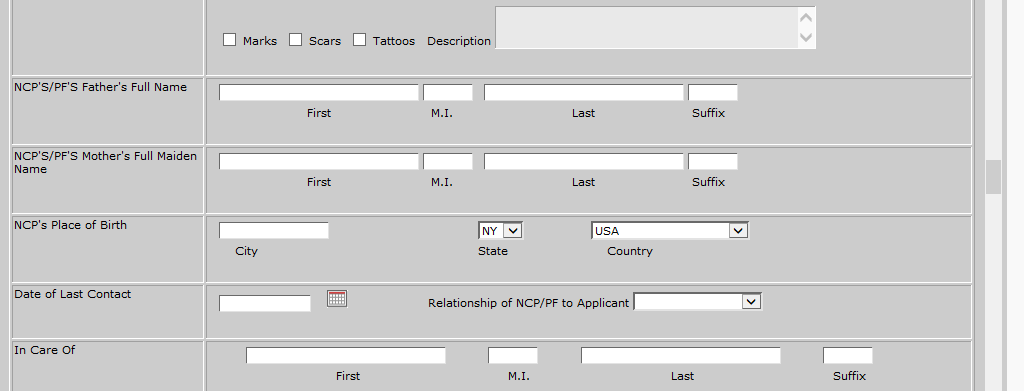 Marks Scars Tattoos Description
NCP'S/PF'S Father's Full Name
First M.I. Last Suffix
NCP'S/PF'S Mother's Full Maiden
Name
First M.I. Last Suffix
NCP's Place of Birth
NY USA
City State Country
Date of Last Contact
Relationship of NCP/PF to Applicant
In Care Of
First M.I. Last Suffix